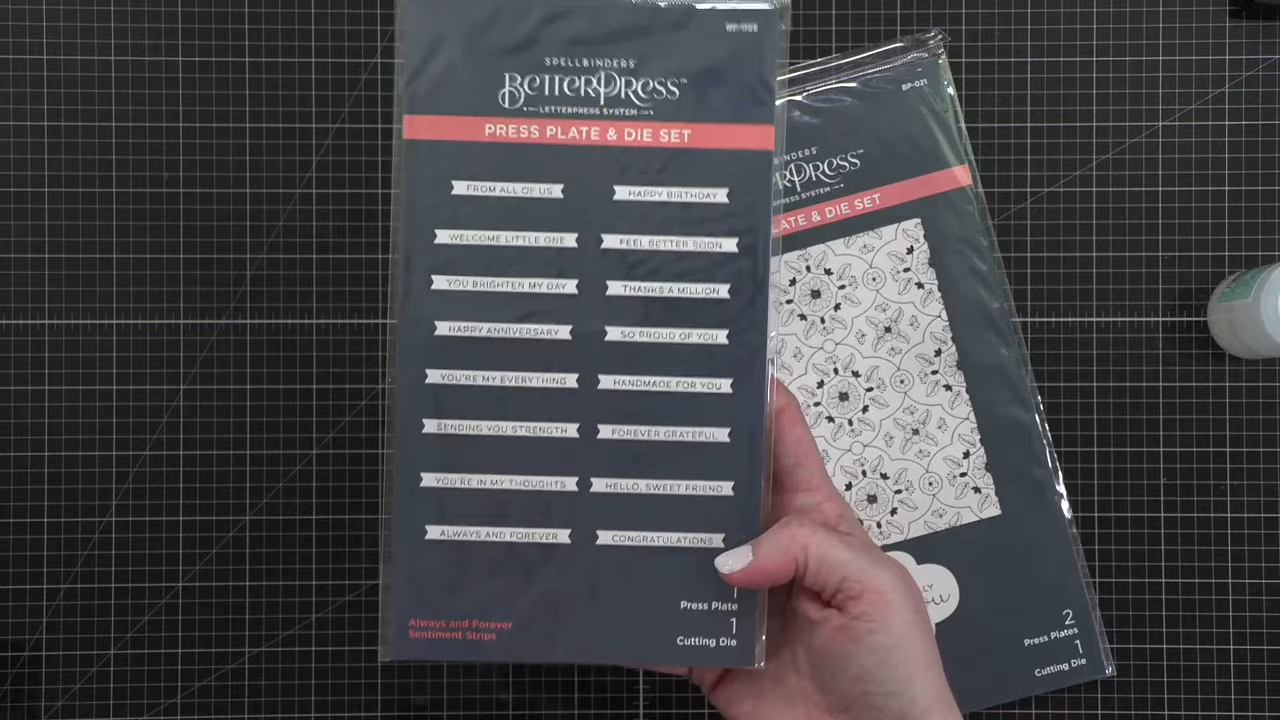 SPELLBINDERS
BETTERPRESS™
LETTERPRESS SYSTEM
PRESS PLATE & DIE SET
FROM ALL OF US
HAPPY BIRTHDAY
WELCOME LITTLE ONE
FEEL BETTER SOON
YOU BRIGHTEN MY DAY
THANKS A MILLION
HAPPY ANNIVERSARY
SO PROUD OF YOU
YOU'RE MY EVERYTHING
HANDMADE FOR YOU
SENDING YOU STRENGTH
FOREVER GRATEFUL
YOU'RE IN MY THOUGHTS
HELLO, SWEET FRIEND
ALWAYS AND FOREVER
CONGRATULATIONS
1
Press Plate
1
Cutting Die
Always and Forever
Sentiment Strips
BP-021
INDERS
RPRESS™
PRESS SYSTEM
LATE & DIE SET
2
Press Plates
1
Cutting Die